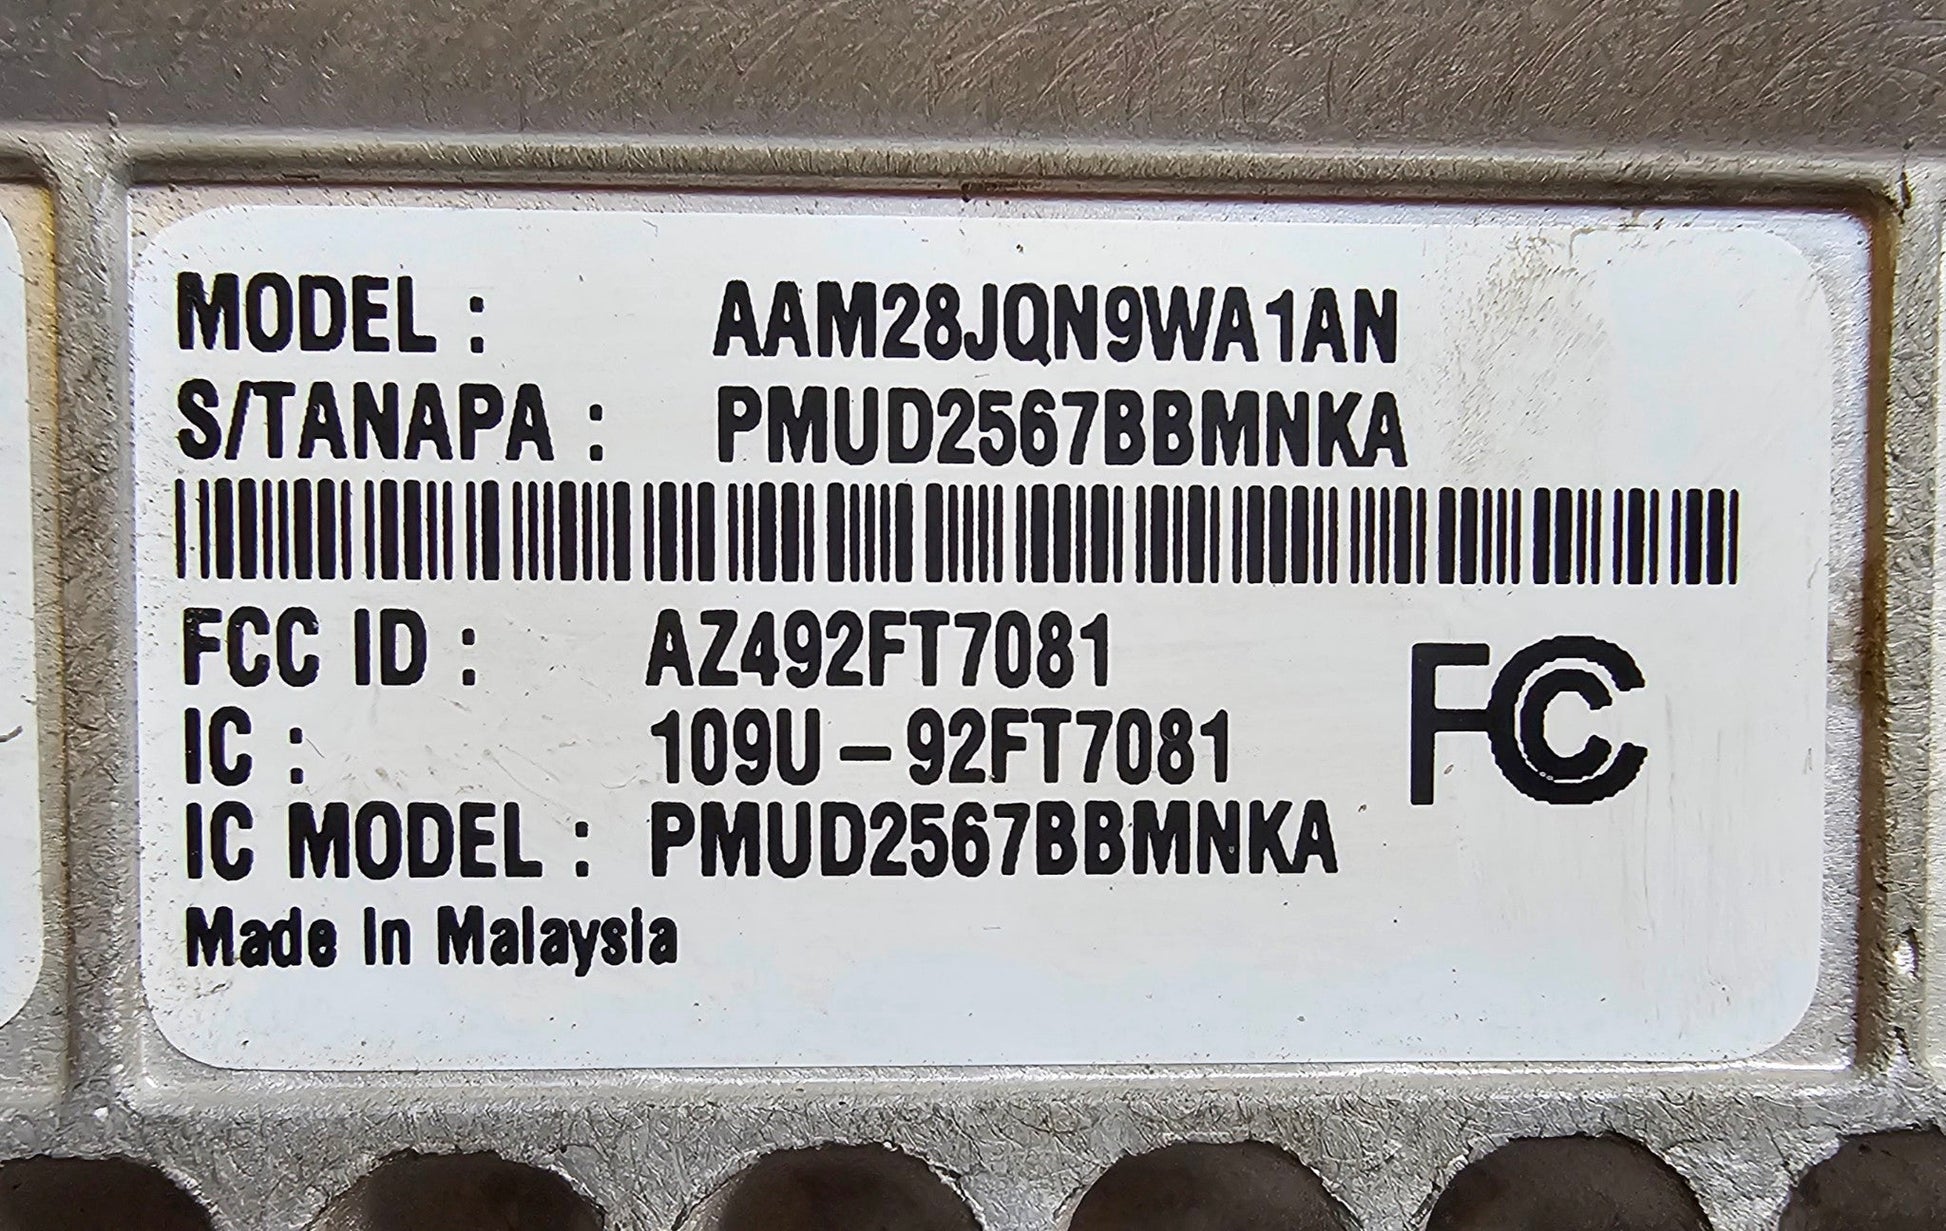 MODEL : AAM28JQN9WA1AN
S/TANAPA : PMUD2567BBMNKA
FCC ID : AZ492FT7081
IC : 109U-92FT7081
FC
IC MODEL : PMUD2567BBMNKA
Made In Malaysia